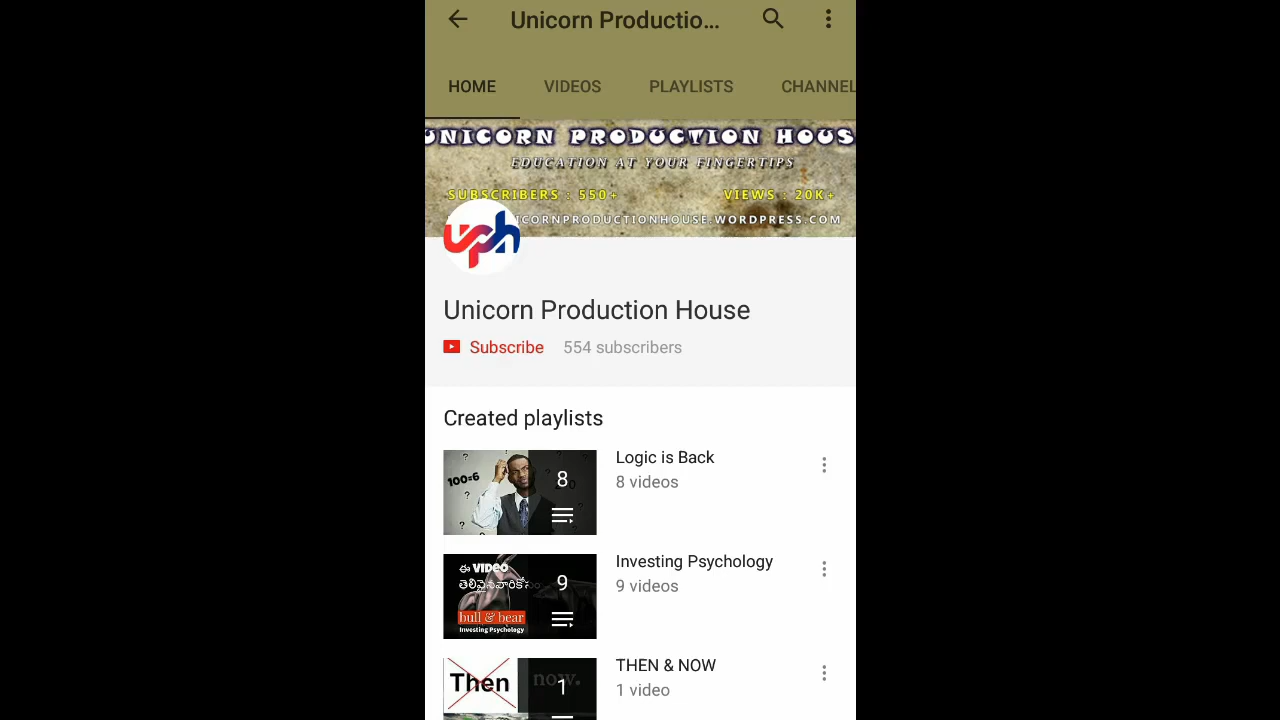 Unicorn Productio...
HOME VIDEOS PLAYLISTS CHANNEL
UNICORN PRODUCTION HOUS
EDUCATION AT YOUR FINGERTIPS
SUBSCRIBERS : 550+ VIEWS : 20K+
ICORNPRODUCTIONHOUSE.WORDPRESS.COM
uph
Unicorn Production House
Subscribe 554 subscribers
Created playlists
100=6
8
Logic is Back
8 videos
ఈ VIDEO
తెలివైనవారికోసం
bull & bear
Investing Psychology
9
Investing Psychology
9 videos
Then now.
1
THEN & NOW
1 video